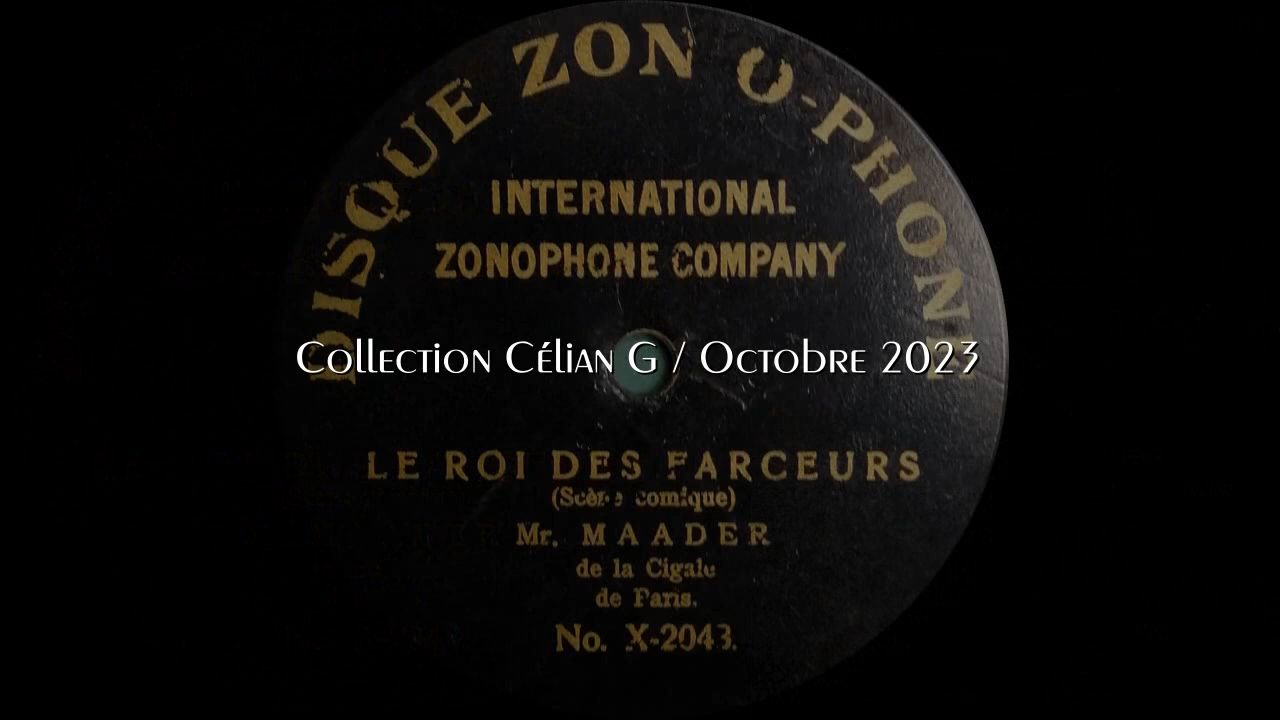 DISQUE ZON O-PHONE
INTERNATIONAL
ZONOPHONE COMPANY
Collection Célian G / Octobre 2023
LE ROI DES FARCEURS
(Scène comique)
Mr. MAADER
de la Cigale
de Paris.
No. X-2043.